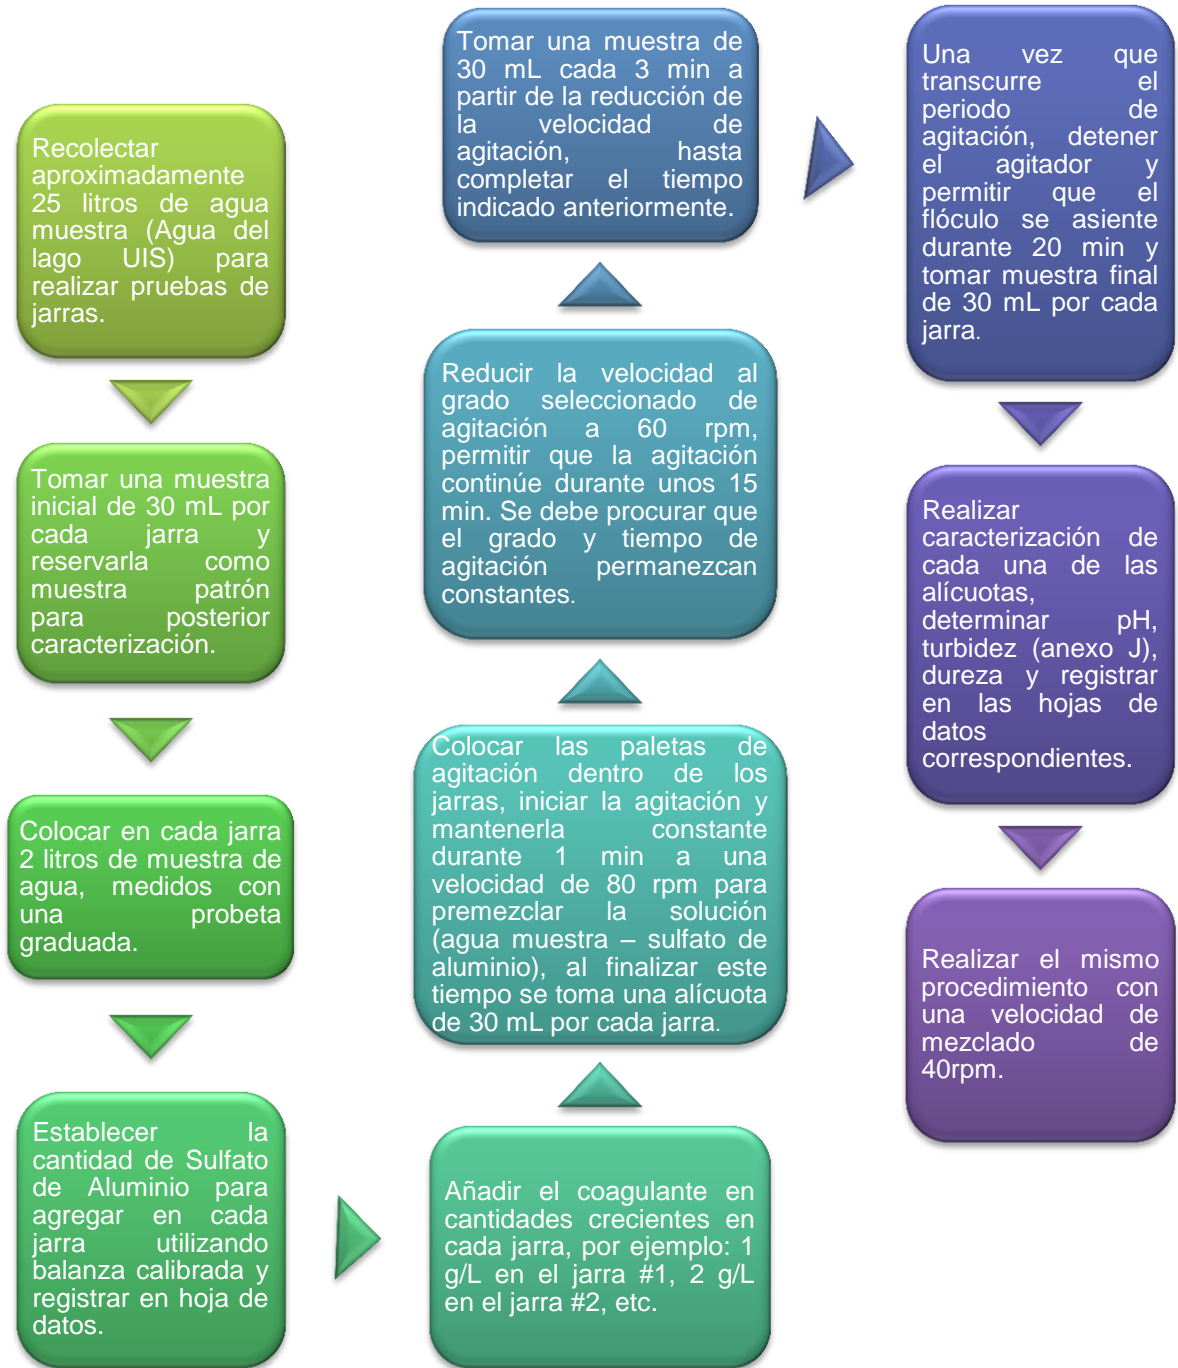 Recolectar
aproximadamente
25 litros de agua
muestra (Agua del
lago UIS) para
realizar pruebas de
jarras.
Tomar una muestra
inicial de 30 mL por
cada jarra y
reservarla como
muestra patrón
para posterior
caracterización.
Colocar en cada jarra
2 litros de muestra de
agua, medidos con
una probeta
graduada.
Establecer la
cantidad de Sulfato
de Aluminio para
agregar en cada
jarra utilizando
balanza calibrada y
registrar en hoja de
datos.
Añadir el coagulante en
cantidades crecientes en
cada jarra, por ejemplo: 1
g/L en el jarra #1, 2 g/L
en el jarra #2, etc.
Colocar las paletas de
agitación dentro de los
jarras, iniciar la agitación y
mantenerla constante
durante 1 min a una
velocidad de 80 rpm para
premezclar la solución
(agua muestra – sulfato de
aluminio), al finalizar este
tiempo se toma una alícuota
de 30 mL por cada jarra.
Reducir la velocidad al
grado seleccionado de
agitación a 60 rpm,
permitir que la agitación
continúe durante unos 15
min. Se debe procurar que
el grado y tiempo de
agitación permanezcan
constantes.
Tomar una muestra de
30 mL cada 3 min a
partir de la reducción de
la velocidad de
agitación, hasta
completar el tiempo
indicado anteriormente.
Una vez que
transcurre el
periodo de
agitación, detener
el agitador y
permitir que el
flóculo se asiente
durante 20 min y
tomar muestra final
de 30 mL por cada
jarra.
Realizar
caracterización de
cada una de las
alícuotas,
determinar pH,
turbidez (anexo J),
dureza y registrar
en las hojas de
datos
correspondientes.
Realizar el mismo
procedimiento con
una velocidad de
mezclado de
40rpm.